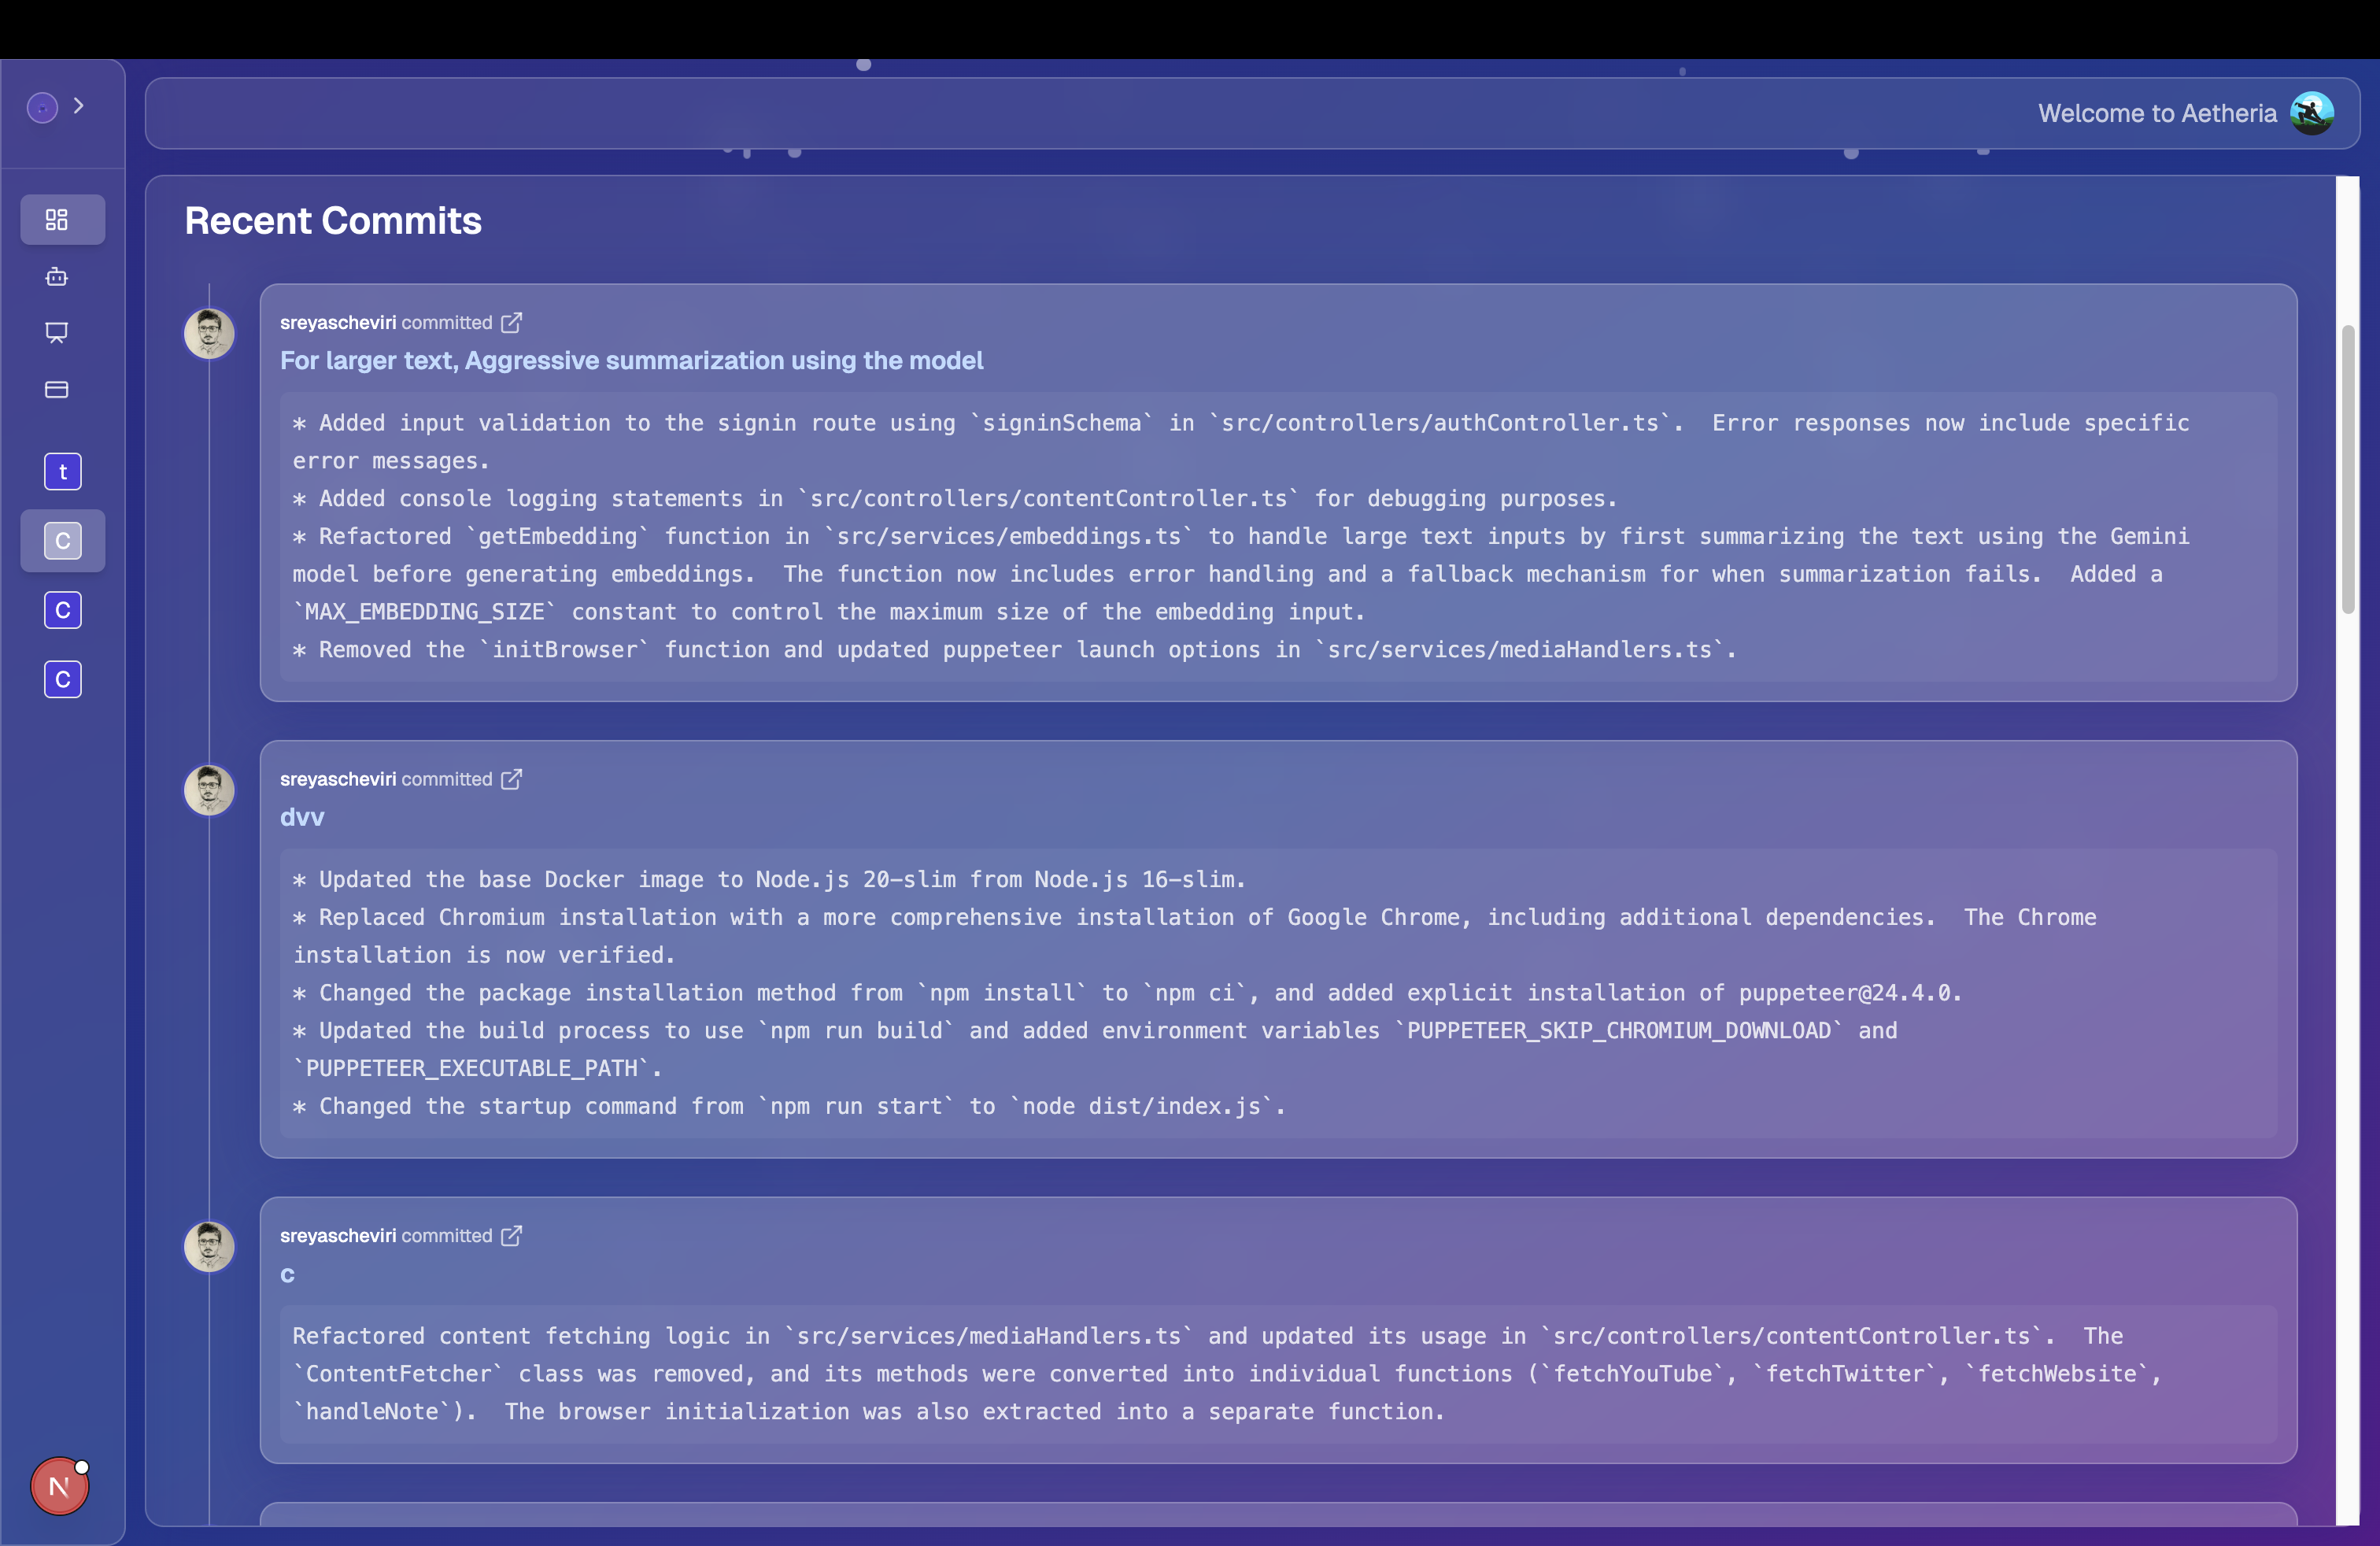 Welcome to Aetheria
Recent Commits
t
C
C
C
N
sreyascheviri committed
For larger text, Aggressive summarization using the model
* Added input validation to the signin route using `signinSchema` in `src/controllers/authController.ts`.  Error responses now include specific
error messages.
* Added console logging statements in `src/controllers/contentController.ts` for debugging purposes.
* Refactored `getEmbedding` function in `src/services/embeddings.ts` to handle large text inputs by first summarizing the text using the Gemini
model before generating embeddings.  The function now includes error handling and a fallback mechanism for when summarization fails.  Added a
`MAX_EMBEDDING_SIZE` constant to control the maximum size of the embedding input.
* Removed the `initBrowser` function and updated puppeteer launch options in `src/services/mediaHandlers.ts`.
sreyascheviri committed
dvv
* Updated the base Docker image to Node.js 20-slim from Node.js 16-slim.
* Replaced Chromium installation with a more comprehensive installation of Google Chrome, including additional dependencies.  The Chrome
installation is now verified.
* Changed the package installation method from `npm install` to `npm ci`, and added explicit installation of puppeteer@24.4.0.
* Updated the build process to use `npm run build` and added environment variables `PUPPETEER_SKIP_CHROMIUM_DOWNLOAD` and
`PUPPETEER_EXECUTABLE_PATH`.
* Changed the startup command from `npm run start` to `node dist/index.js`.
sreyascheviri committed
c
Refactored content fetching logic in `src/services/mediaHandlers.ts` and updated its usage in `src/controllers/contentController.ts`.  The
`ContentFetcher` class was removed, and its methods were converted into individual functions (`fetchYouTube`, `fetchTwitter`, `fetchWebsite`,
`handleNote`).  The browser initialization was also extracted into a separate function.